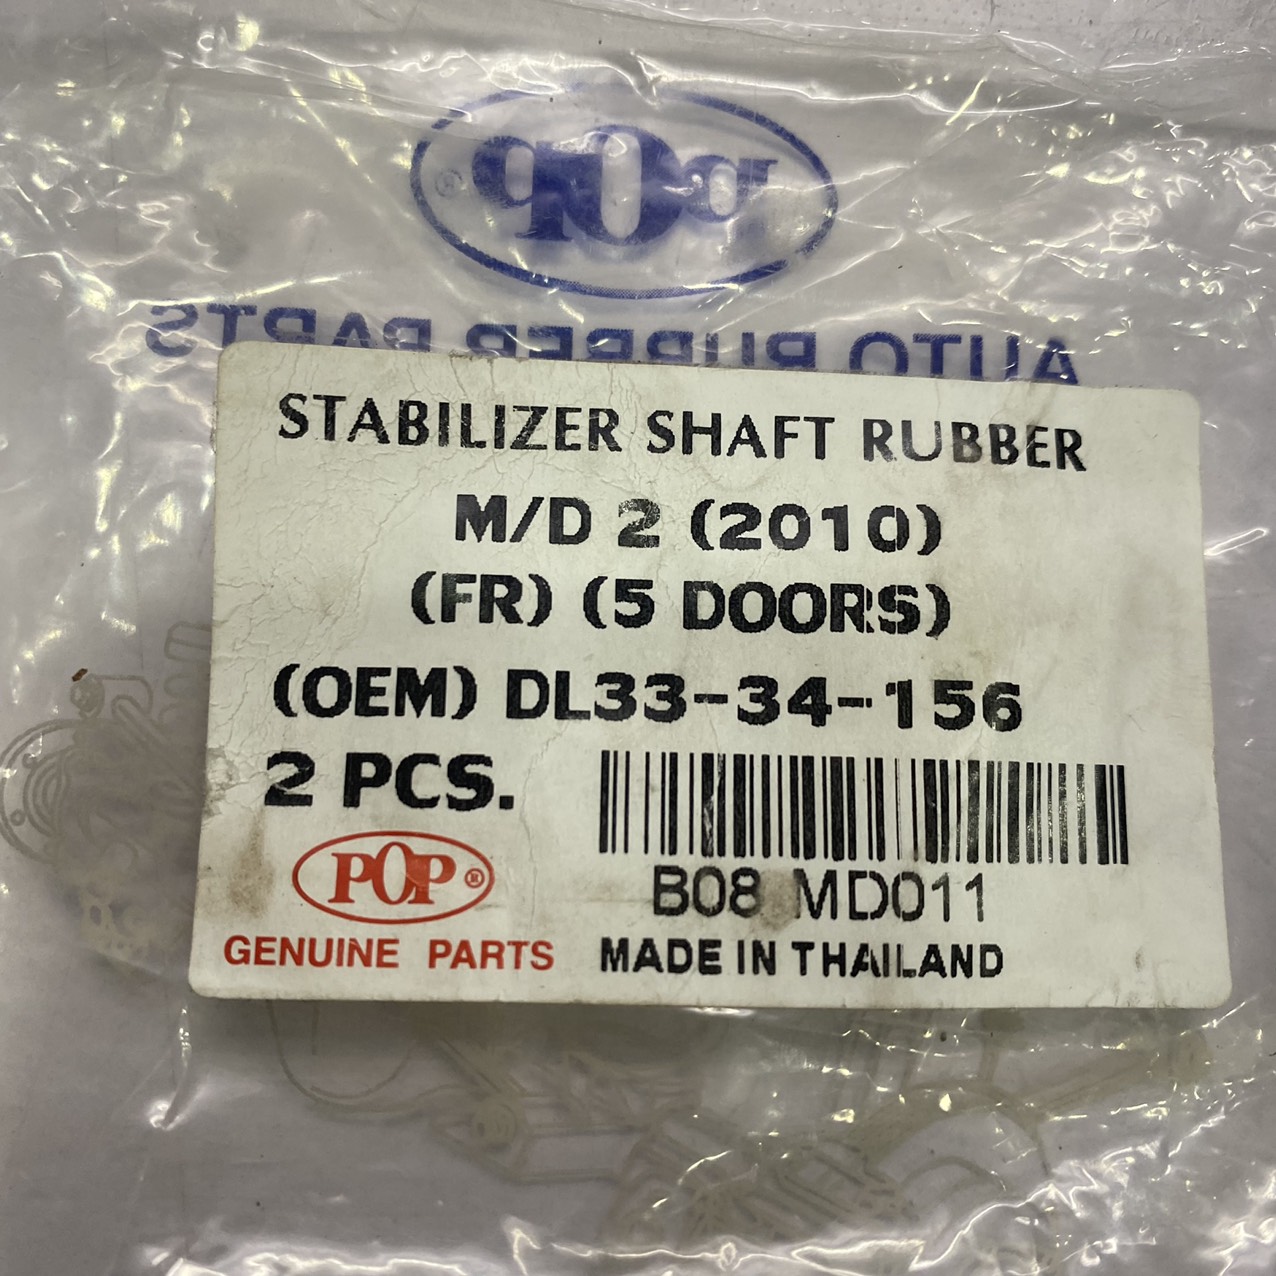 POP ®
AUTO RUBBER PARTS
STABILIZER SHAFT RUBBER
M/D 2 (2010)
(FR) (5 DOORS)
(OEM) DL33-34-156
2 PCS.
B08 MD011
POP ®
GENUINE PARTS
MADE IN THAILAND